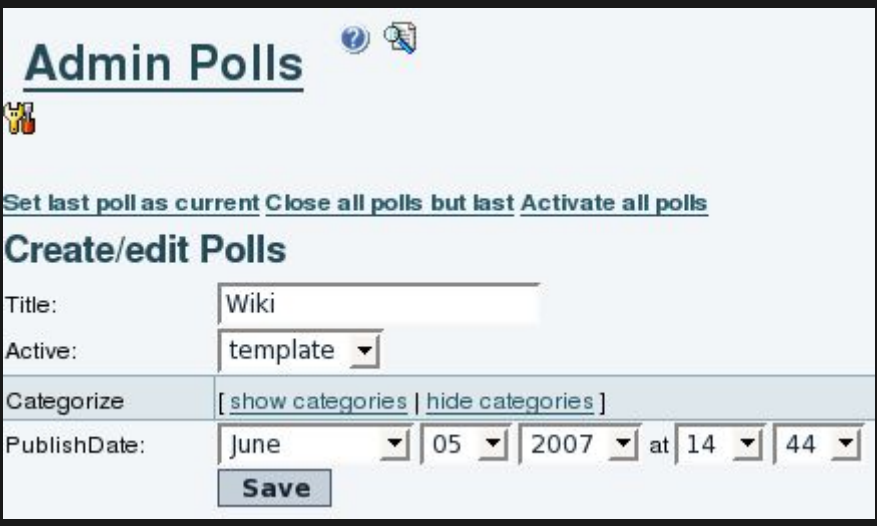 Admin Polls
Set last poll as current Close all polls but last Activate all polls
Create/edit Polls
Title: Wiki
Active: template
Categorize [ show categories | hide categories ]
PublishDate: June 05 2007 at 14 44
Save